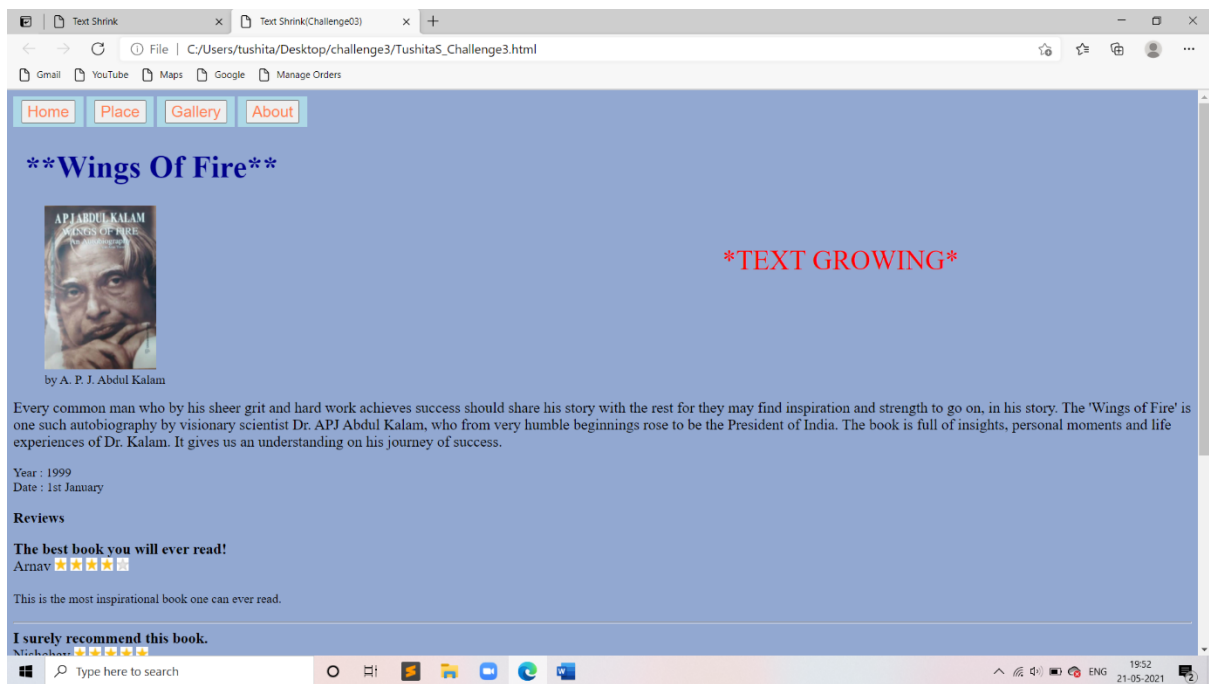 Text Shrink
Text Shrink(Challenge03)
File | C:/Users/tushita/Desktop/challenge3/TushitaS_Challenge3.html
Gmail YouTube Maps Google Manage Orders
Home Place Gallery About
**Wings Of Fire**
APJ ABDUL KALAM
WINGS OF FIRE
An Autobiography
*TEXT GROWING*
by A. P. J. Abdul Kalam
Every common man who by his sheer grit and hard work achieves success should share his story with the rest for they may find inspiration and strength to go on, in his story. The 'Wings of Fire' is
one such autobiography by visionary scientist Dr. APJ Abdul Kalam, who from very humble beginnings rose to be the President of India. The book is full of insights, personal moments and life
experiences of Dr. Kalam. It gives us an understanding on his journey of success.
Year : 1999
Date : 1st January
Reviews
The best book you will ever read!
Arnav
This is the most inspirational book one can ever read.
I surely recommend this book.
Type here to search
ENG
19:52
21-05-2021
2